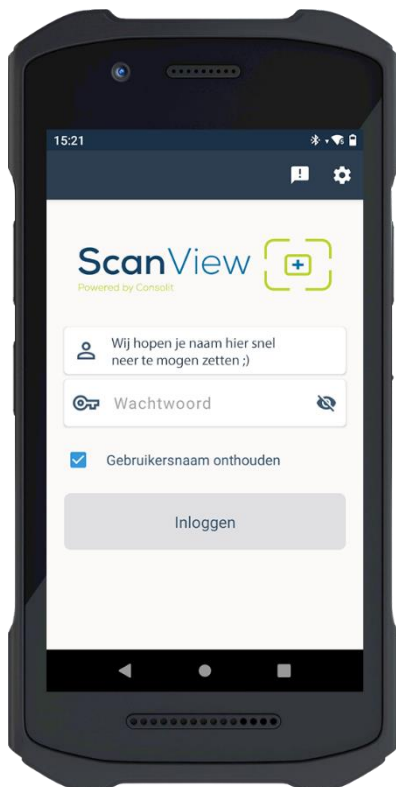 15:21
ScanView
Powered by Consolit
Wij hopen je naam hier snel
neer te mogen zetten ;)
Wachtwoord
Gebruikersnaam onthouden
Inloggen